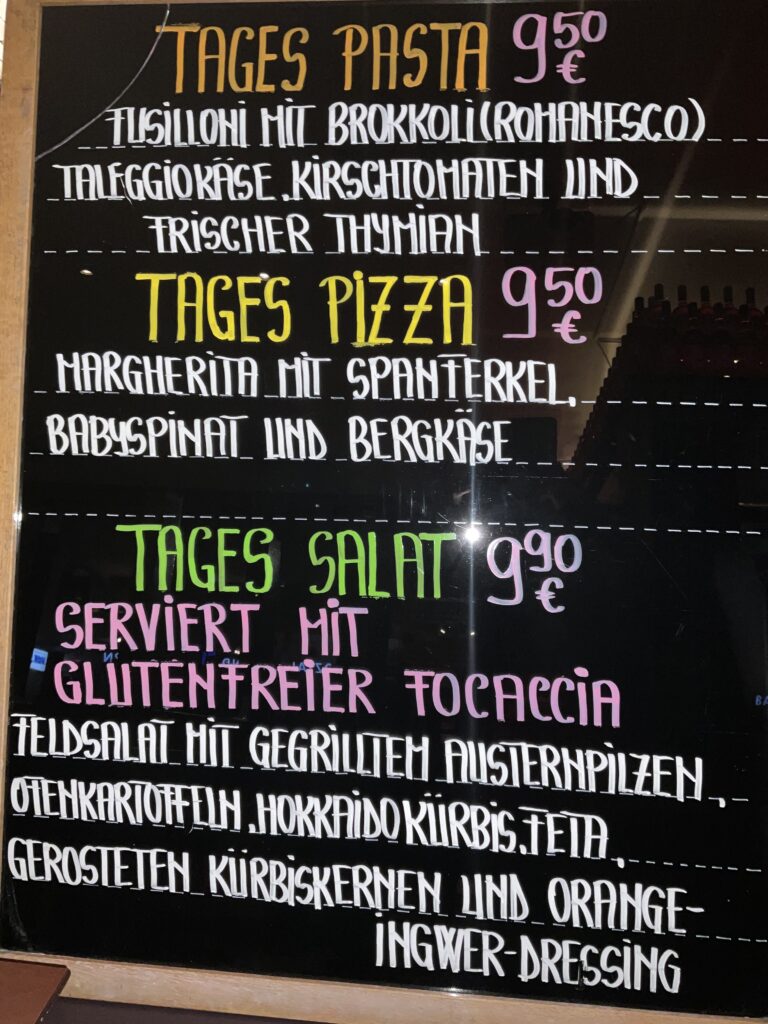 TAGES PASTA 9.50 €
FUSILLONI MIT BROKKOLI(ROMANESCO)
TALEGGIOKÄSE, KIRSCHTOMATEN UND
FRISCHER THYMIAN
TAGES PIZZA 9.50 €
MARGHERITA MIT SPANFERKEL,
BABYSPINAT UND BERGKÄSE
TAGES SALAT 9.90 €
SERVIERT MIT
GLUTENFREIER FOCACCIA
FELDSALAT MIT GEGRILLTEM AUSTERNPILZEN,
OFENKARTOFFELN, HOKKAIDO KÜRBIS, FETA,
GEROSTETEN KÜRBISKERNEN UND ORANGE-
INGWER-DRESSING